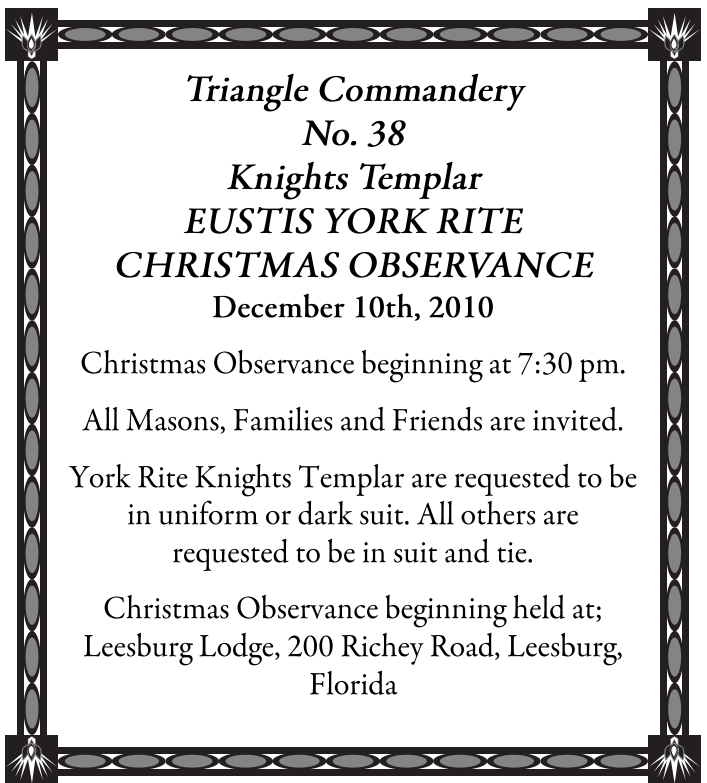 Triangle Commandery
No. 38
Knights Templar
EUSTIS YORK RITE
CHRISTMAS OBSERVANCE
December 10th, 2010
Christmas Observance beginning at 7:30 pm.
All Masons, Families and Friends are invited.
York Rite Knights Templar are requested to be
in uniform or dark suit. All others are
requested to be in suit and tie.
Christmas Observance beginning held at;
Leesburg Lodge, 200 Richey Road, Leesburg,
Florida